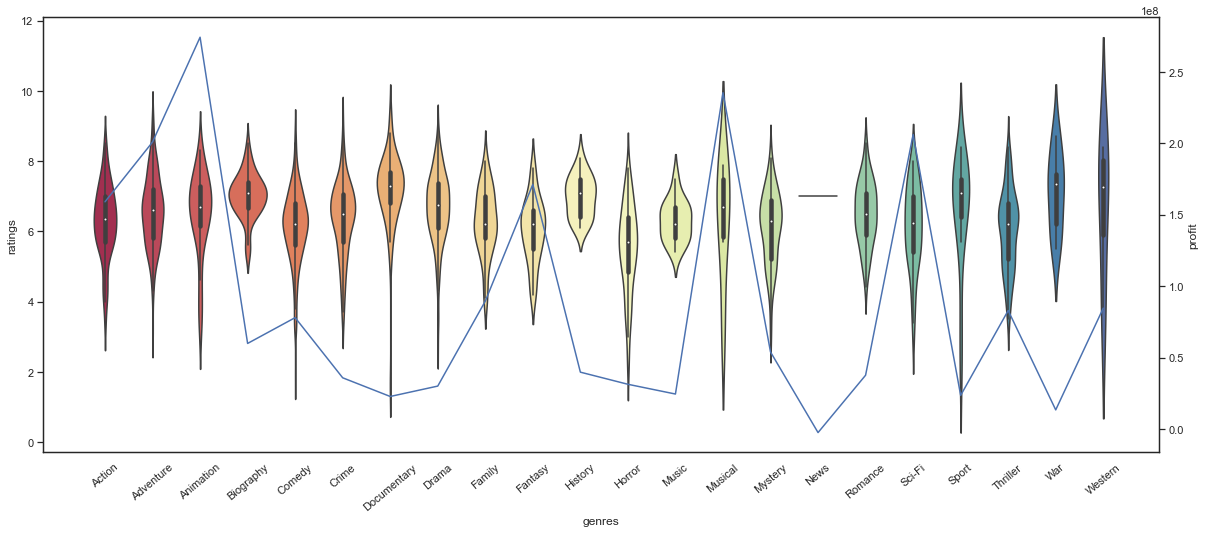 1e8
12
10
8
6
4
2
0
ratings
2.5
2.0
1.5
1.0
0.5
0.0
profit
Action
Adventure
Animation
Biography
Comedy
Crime
Documentary
Drama
Family
Fantasy
History
Horror
Music
Musical
Mystery
News
Romance
Sci-Fi
Sport
Thriller
War
Western
genres